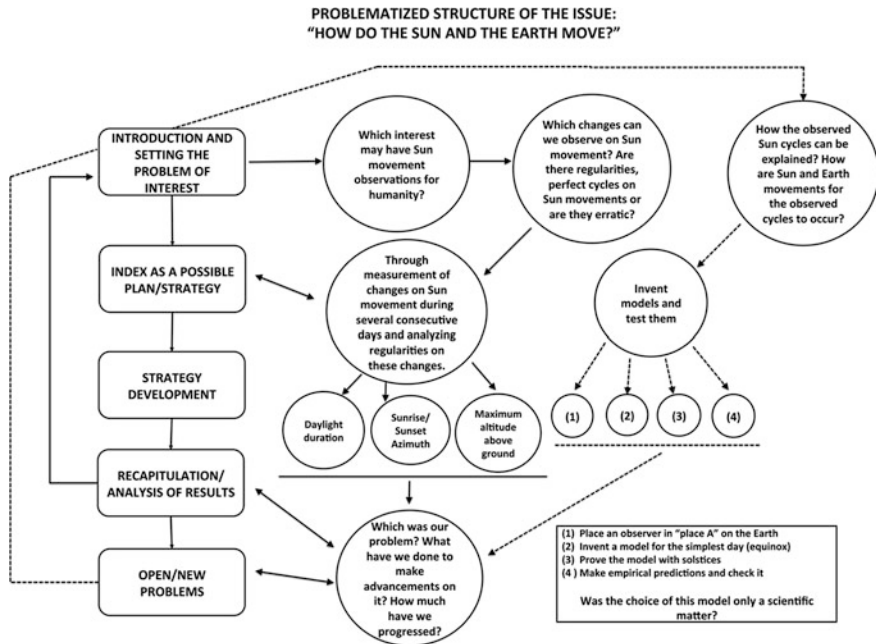 PROBLEMATIZED STRUCTURE OF THE ISSUE:
“HOW DO THE SUN AND THE EARTH MOVE?”
INTRODUCTION AND
SETTING THE
PROBLEM OF
INTEREST
Which interest
may have Sun
movement
observations for
humanity?
Which changes can
we observe on Sun
movement? Are
there regularities,
perfect cycles on
Sun movements or
are they erratic?
How the observed
Sun cycles can be
explained? How
are Sun and Earth
movements for
the observed
cycles to occur?
INDEX AS A POSSIBLE
PLAN/STRATEGY
Through
measurement of
changes on Sun
movement during
several consecutive
days and analyzing
regularities on
these changes.
Invent
models and
test them
STRATEGY
DEVELOPMENT
Daylight
duration
Sunrise/
Sunset
Azimuth
Maximum
altitude
above
ground
(1)
(2)
(3)
(4)
RECAPITULATION/
ANALYSIS OF RESULTS
Which was our
problem? What
have we done to
make
advancements on
it? How much
have we
progressed?
OPEN/NEW
PROBLEMS
(1) Place an observer in “place A” on the Earth
(2) Invent a model for the simplest day (equinox)
(3) Prove the model with solstices
(4) Make empirical predictions and check it
Was the choice of this model only a scientific
matter?